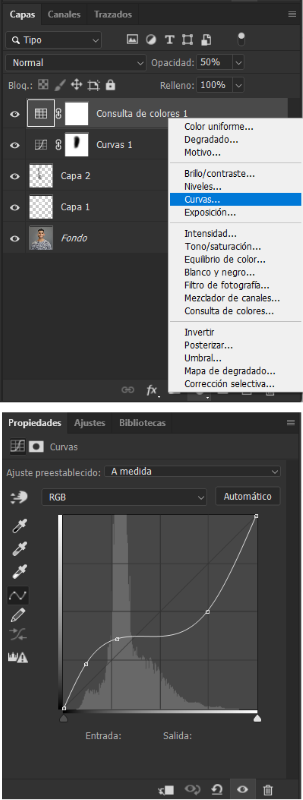 Capas Canales Trazados
Tipo
Normal Opacidad: 50%
Bloq.: Relleno: 100%
Consulta de colores 1
Curvas 1
Capa 2
Capa 1
Fondo
Color uniforme...
Degradado...
Motivo...
Brillo/contraste...
Niveles...
Curvas...
Exposición...
Intensidad...
Tono/saturación...
Equilibrio de color...
Blanco y negro...
Filtro de fotografía...
Mezclador de canales...
Consulta de colores...
Invertir
Posterizar...
Umbral...
Mapa de degradado...
Corrección selectiva...
fx
Propiedades Ajustes Bibliotecas
Curvas
Ajuste preestablecido: A medida
RGB Automático
Entrada: Salida: